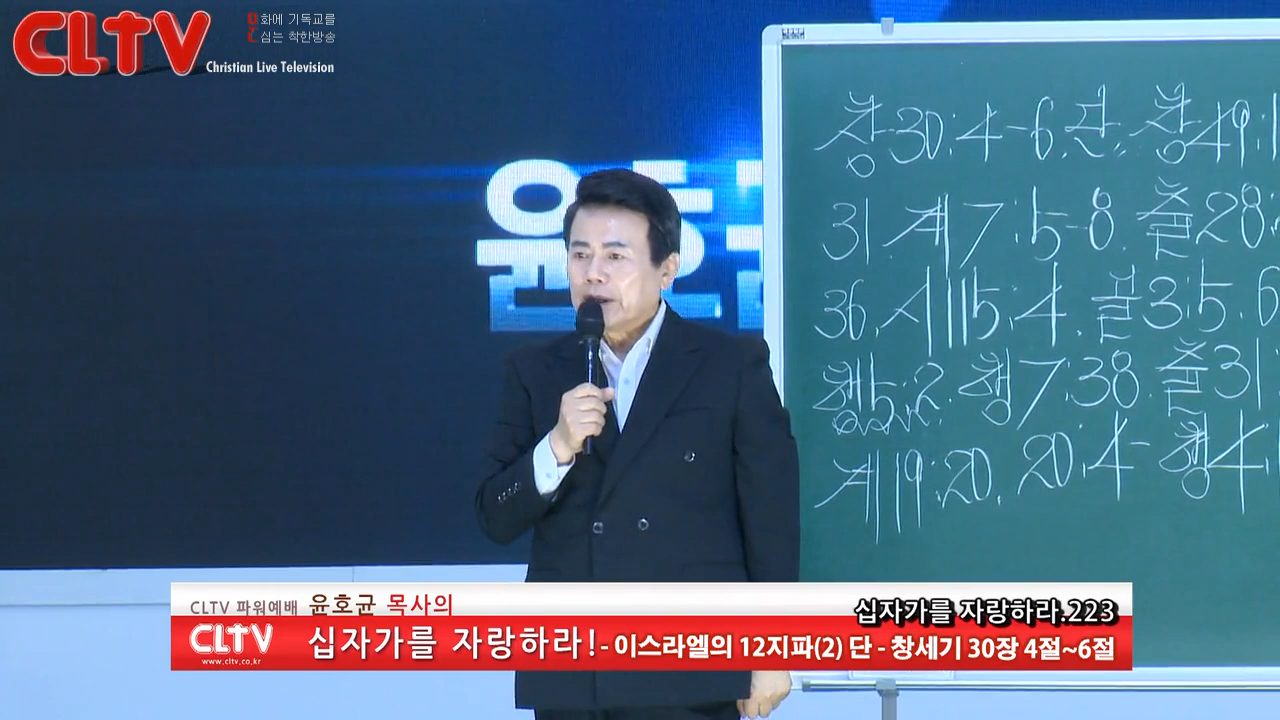 CLTV
문화에 기독교를
심는 착한방송
Christian Live Television
윤호
창30:4-6.단. 창49:1
31. 계7:5-8. 출28:
36. 시115:4. 골3:5. 6
행5:2. 행7:38. 출31
계19:20. 20:4- 행4.
CLTV 파워예배 윤호균 목사의
십자가를 자랑하라.223
CLTV
www.cltv.co.kr
십자가를 자랑하라!- 이스라엘의 12지파(2) 단 - 창세기 30장 4절~6절